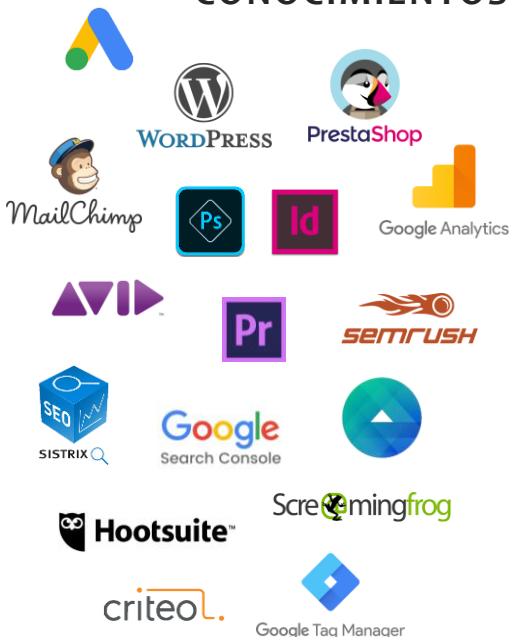 CONOCIMIENTOS
WORDPRESS
PrestaShop
MailChimp
Ps
Id
Google Analytics
AVID
Pr
SEMRUSH
SEO
SISTRIX
Google
Search Console
Screamingfrog
Hootsuite
criteo
Google Tag Manager